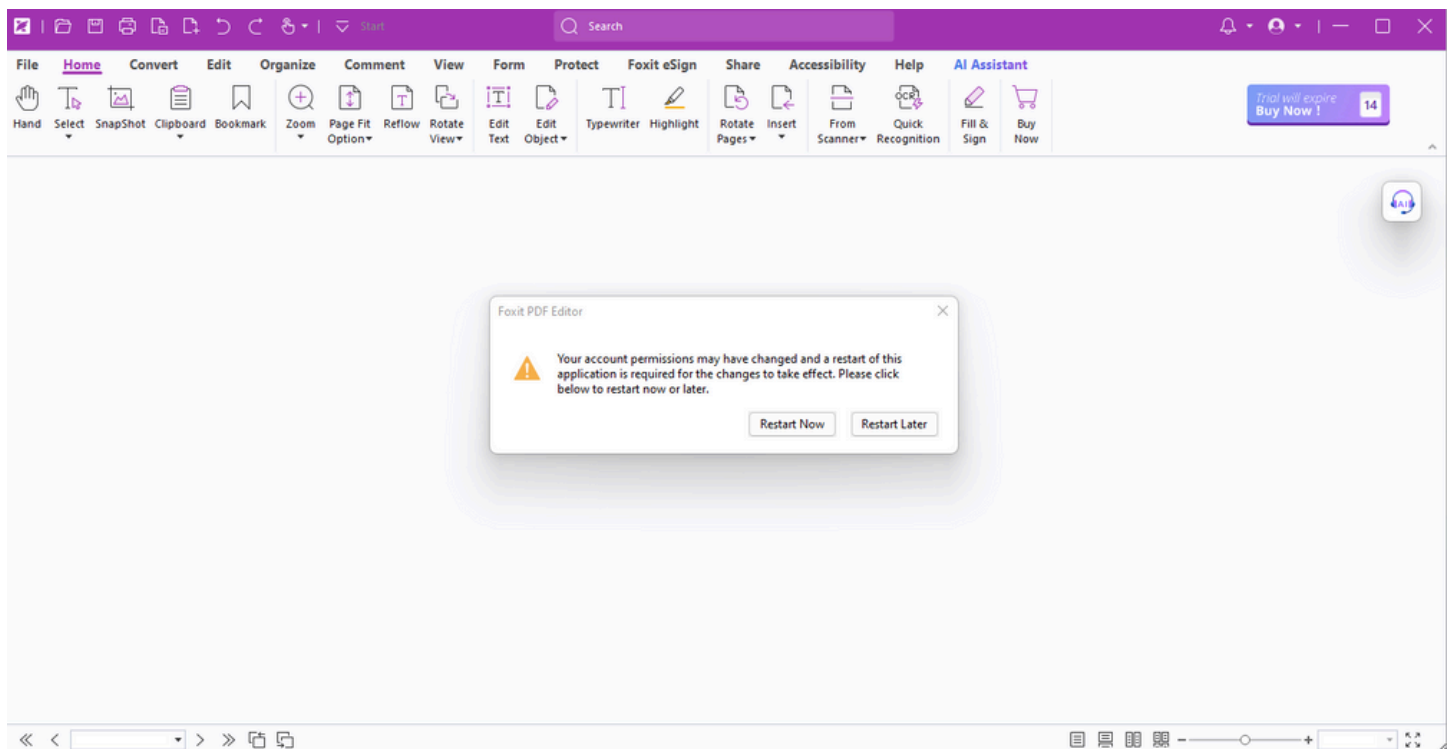 Start
Search
File Home Convert Edit Organize Comment View Form Protect Foxit eSign Share Accessibility Help AI Assistant
Hand
Select
SnapShot
Clipboard
Bookmark
Zoom
Page Fit
Option
Reflow
Rotate
View
Edit
Text
Edit
Object
Typewriter
Highlight
Rotate
Pages
Insert
From
Scanner
OCR
Quick
Recognition
Fill &
Sign
Buy
Now
Trial will expire
Buy Now !
14
AI
Foxit PDF Editor
Your account permissions may have changed and a restart of this
application is required for the changes to take effect. Please click
below to restart now or later.
Restart Now Restart Later